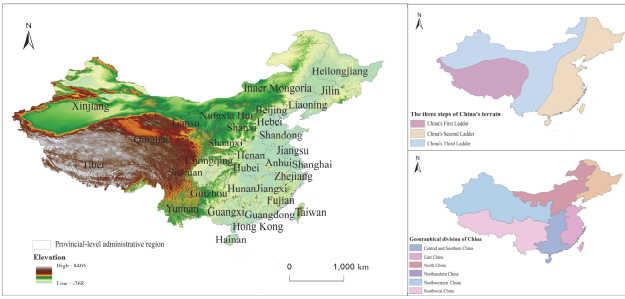 N
Heilongjiang
Inner Mongoria
Jilin
Xinjiang
Liaoning
Beijing
Ningxia Hui
Gansu
Hebei
Shanxi
Shandong
Qinghai
Shaanxi
Jiangsu
Henan
Tibet
Chongqing
Anhui
Shanghai
Hubei
Sichuan
Zhejiang
Hunan
Jiangxi
Guizhou
Fujian
Yunnan
Guangxi
Guangdong
Taiwan
Hong Kong
Hainan
Provincial-level administrative region
Elevation
High : 8405
Low : -268
0
1,000 km
N
The three steps of China's terrain
China's First Ladder
China's Second Ladder
China's Third Ladder
N
Geographical division of China
Central and Southern China
East China
North China
Northeastern China
Northwestern China
Southwest China